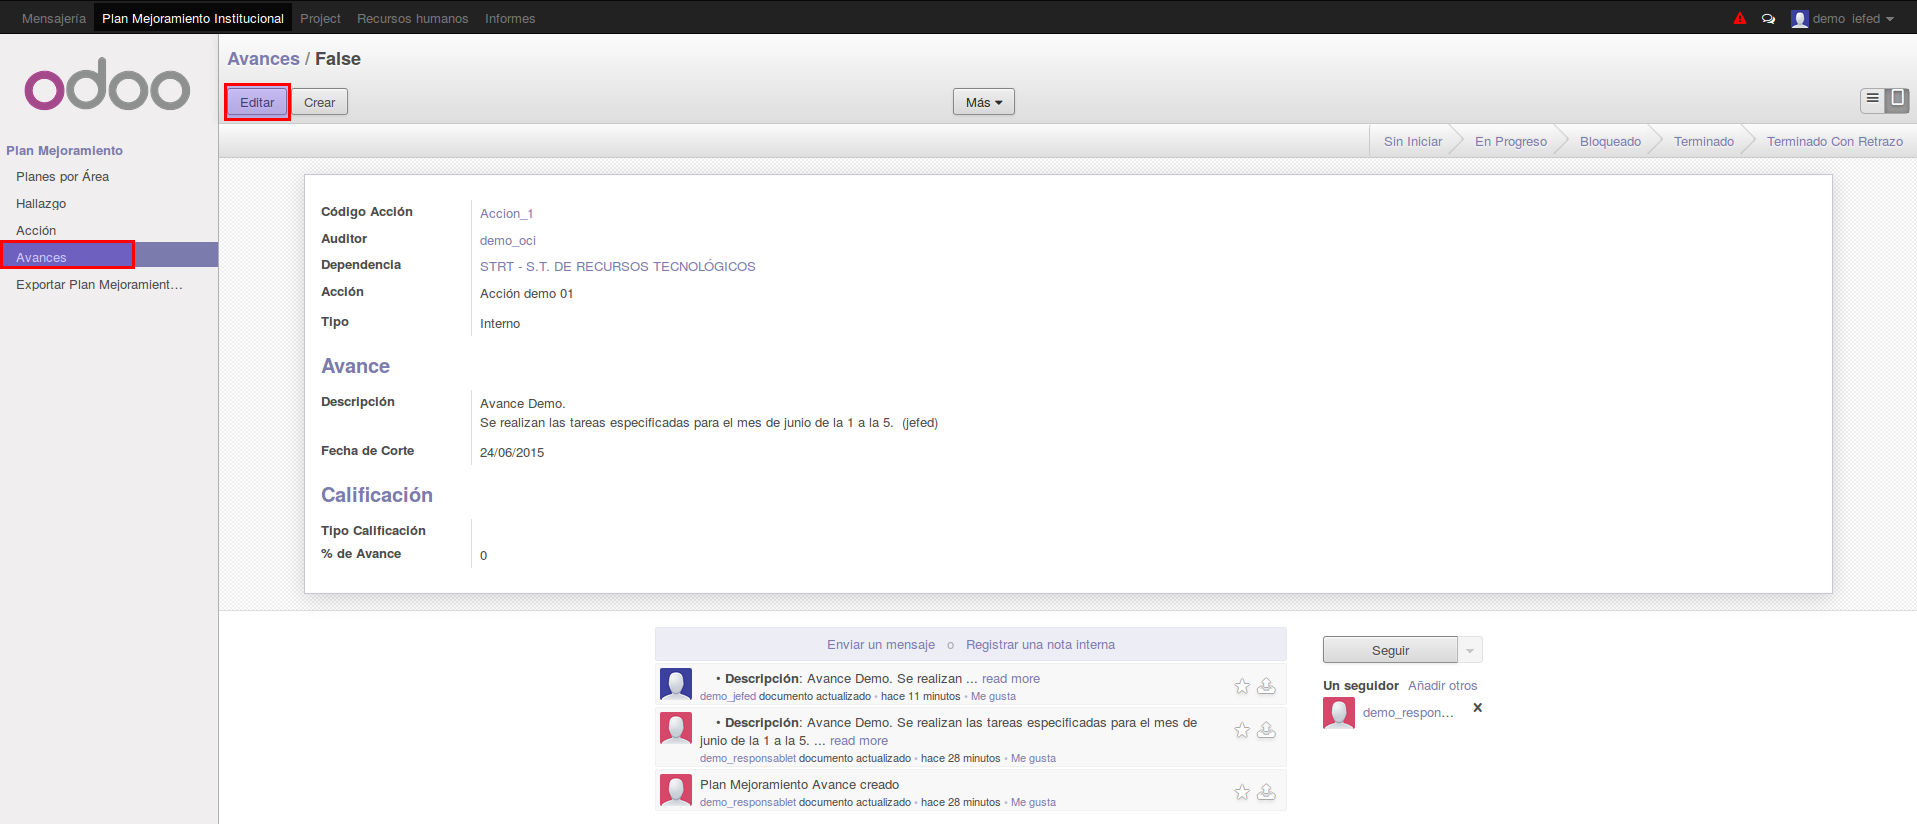 Mensajería Plan Mejoramiento Institucional Project Recursos humanos Informes demo_jefed
odoo
Avances / False
Editar Crear Más
Sin Iniciar En Progreso Bloqueado Terminado Terminado Con Retrazo
Plan Mejoramiento
Planes por Área
Hallazgo
Acción
Avances
Exportar Plan Mejoramient...
Código Acción Accion_1
Auditor demo_oci
Dependencia STRT - S.T. DE RECURSOS TECNOLÓGICOS
Acción Acción demo 01
Tipo Interno
Avance
Descripción Avance Demo.
Se realizan las tareas especificadas para el mes de junio de la 1 a la 5. (jefed)
Fecha de Corte 24/06/2015
Calificación
Tipo Calificación
% de Avance 0
Enviar un mensaje o Registrar una nota interna
• Descripción: Avance Demo. Se realizan ... read more
demo_jefed documento actualizado • hace 11 minutos • Me gusta
• Descripción: Avance Demo. Se realizan las tareas especificadas para el mes de
junio de la 1 a la 5. ... read more
demo_responsablet documento actualizado • hace 28 minutos • Me gusta
Plan Mejoramiento Avance creado
demo_responsablet documento actualizado • hace 28 minutos • Me gusta
Seguir
Un seguidor Añadir otros
demo_respon... x